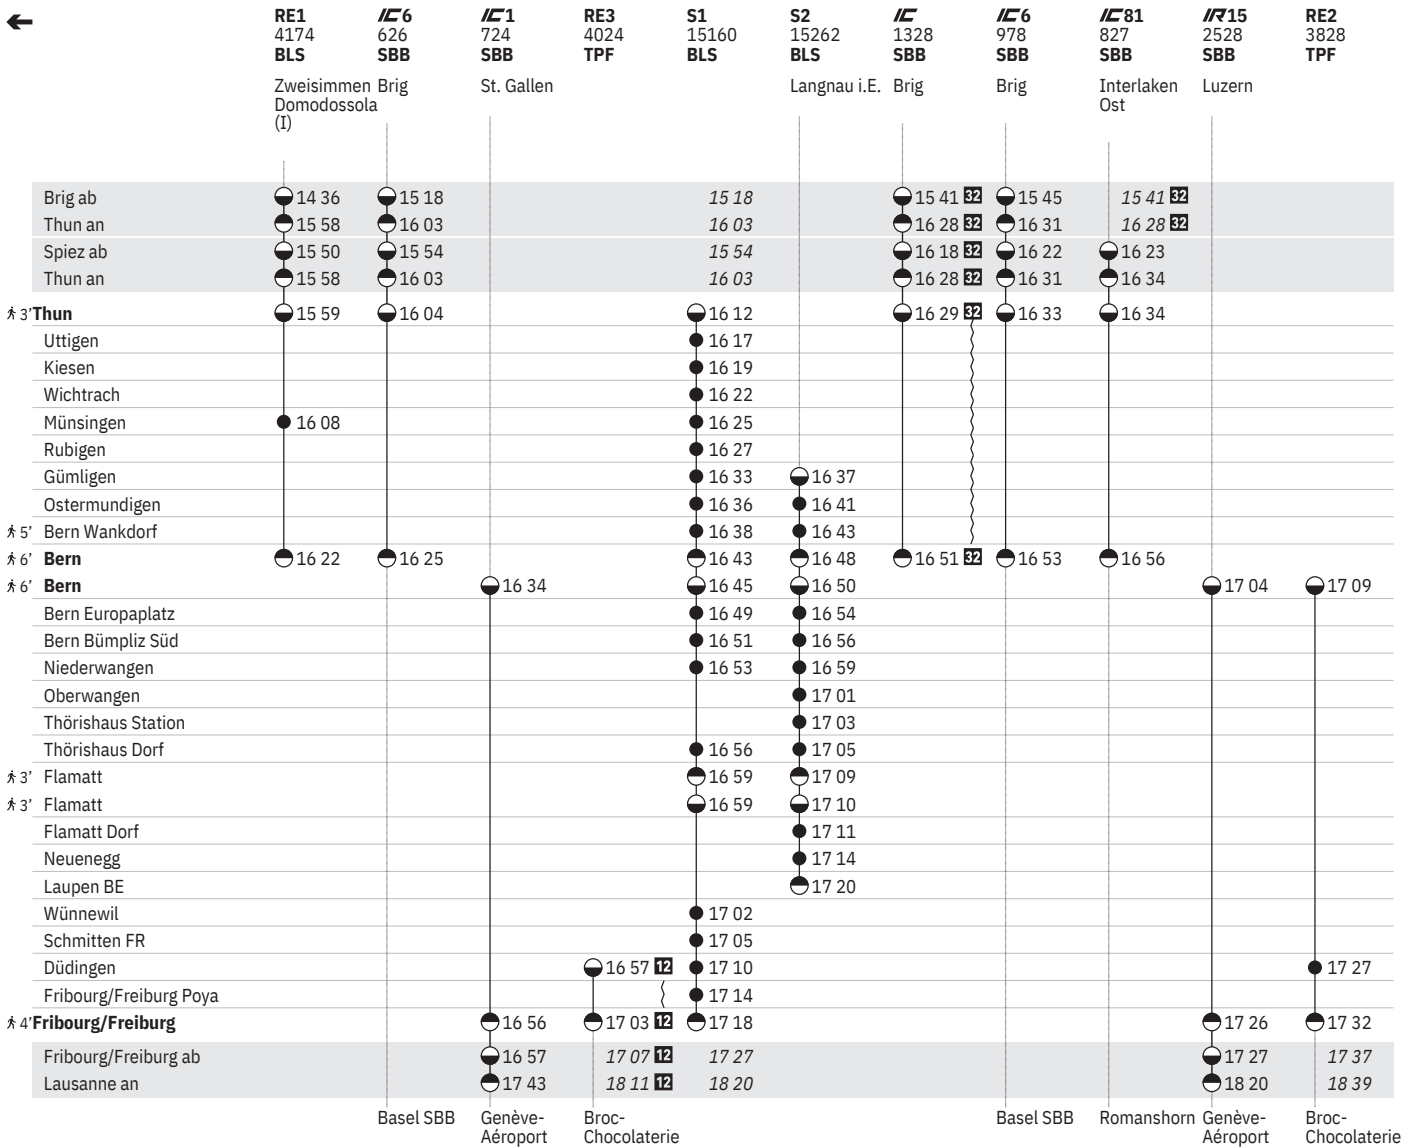 RE1 IC6 IC1 RE3 S1 S2 IC IC6 IC81 IR15 RE2
4174 626 724 4024 15160 15262 1328 978 827 2528 3828
BLS SBB SBB TPF BLS BLS SBB SBB SBB SBB TPF
Zweisimmen Brig St. Gallen Langnau i.E. Brig Brig Interlaken Luzern
Domodossola Ost
(I)
Brig ab 14 36 15 18 15 18 15 41 32 15 45 15 41 32
Thun an 15 58 16 03 16 03 16 28 32 16 31 16 28 32
Spiez ab 15 50 15 54 15 54 16 18 32 16 22 16 23
Thun an 15 58 16 03 16 03 16 28 32 16 31 16 34
3' Thun 15 59 16 04 16 12 16 29 32 16 33 16 34
Uttigen 16 17
Kiesen 16 19
Wichtrach 16 22
Münsingen 16 08 16 25
Rubigen 16 27
Gümligen 16 33 16 37
Ostermundigen 16 36 16 41
5' Bern Wankdorf 16 38 16 43
6' Bern 16 22 16 25 16 43 16 48 16 51 32 16 53 16 56
6' Bern 16 34 16 45 16 50 17 04 17 09
Bern Europaplatz 16 49 16 54
Bern Bümpliz Süd 16 51 16 56
Niederwangen 16 53 16 59
Oberwangen 17 01
Thörishaus Station 17 03
Thörishaus Dorf 16 56 17 05
3' Flamatt 16 59 17 09
3' Flamatt 16 59 17 10
Flamatt Dorf 17 11
Neuenegg 17 14
Laupen BE 17 20
Wünnewil 17 02
Schmitten FR 17 05
Düdingen 16 57 12 17 10 17 27
Fribourg/Freiburg Poya 17 14
4' Fribourg/Freiburg 16 56 17 03 12 17 18 17 26 17 32
Fribourg/Freiburg ab 16 57 17 07 12 17 27 17 27 17 37
Lausanne an 17 43 18 11 12 18 20 18 20 18 39
Basel SBB Genève- Broc- Basel SBB Romanshorn Genève- Broc-
Aéroport Chocolaterie Aéroport Chocolaterie